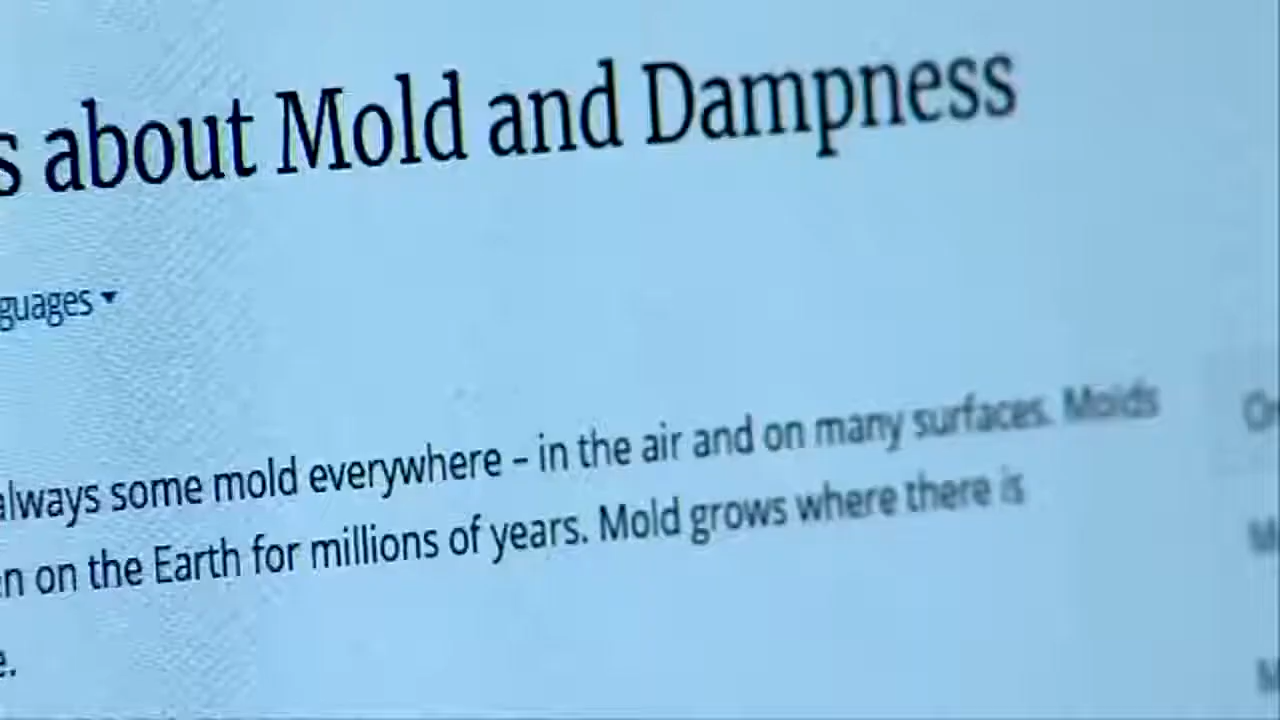 s about Mold and Dampness
guages ▾
always some mold everywhere – in the air and on many surfaces. Molds
n on the Earth for millions of years. Mold grows where there is
e.